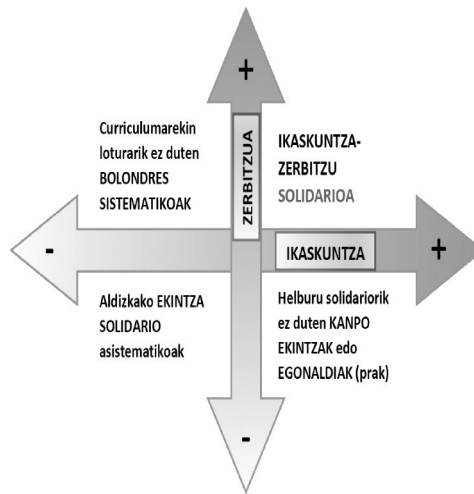 +
Curriculumarekin
loturarik ez duten
BOLONDRES
SISTEMATIKOAK
ZERBITZUA
IKASKUNTZA-
ZERBITZU
SOLIDARIOA
-
IKASKUNTZA
+
Aldizkako EKINTZA
SOLIDARIO
asistematikoak
Helburu solidariorik
ez duten KANPO
EKINTZAK edo
EGONALDIAK (prak)
-